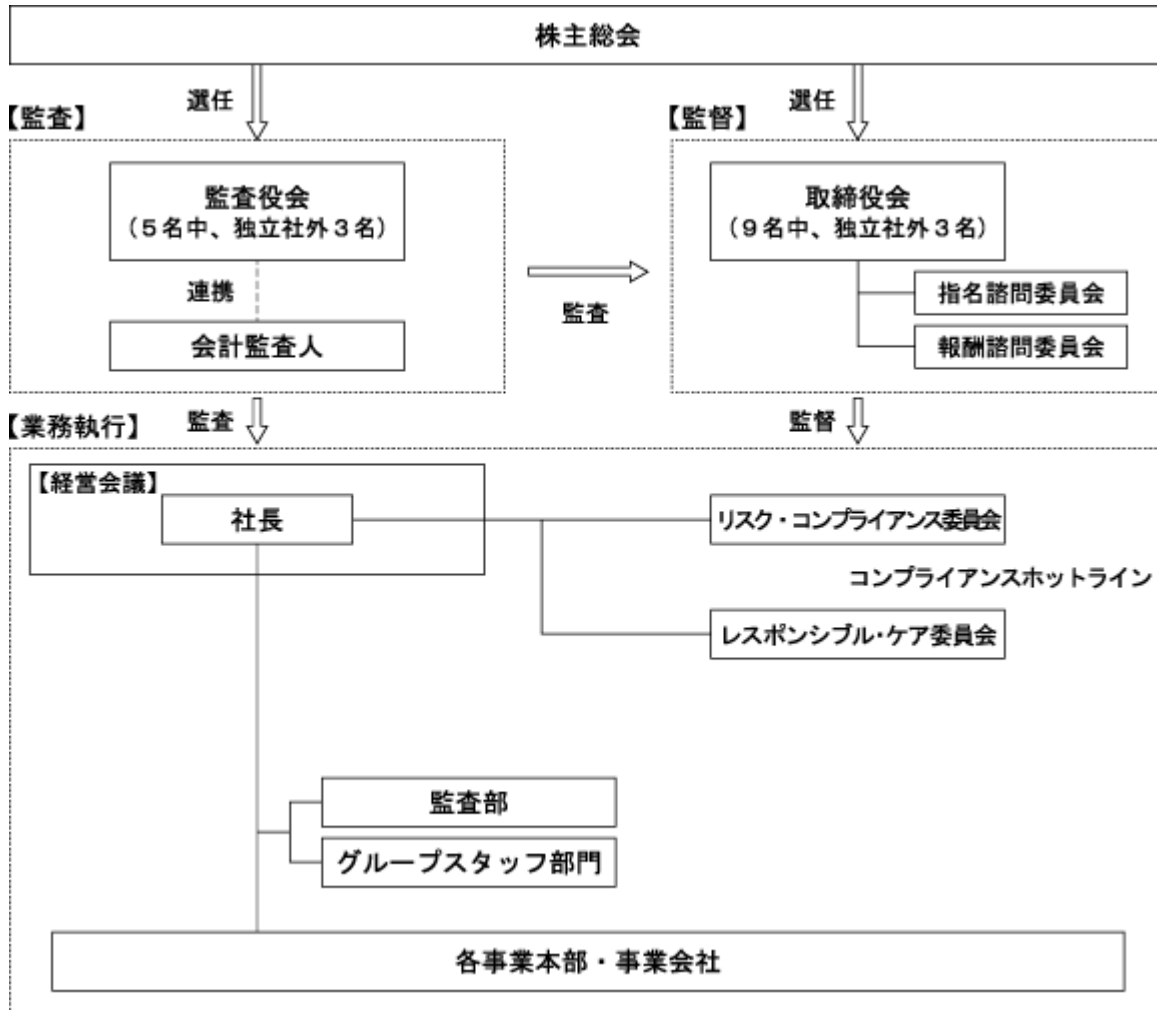 株主総会
選任
選任
【監査】
【監督】
監査役会
（5名中、独立社外3名）
取締役会
（9名中、独立社外3名）
連携
会計監査人
監査
指名諮問委員会
報酬諮問委員会
【業務執行】
監査
監督
【経営会議】
社長
リスク・コンプライアンス委員会
コンプライアンスホットライン
レスポンシブル・ケア委員会
監査部
グループスタッフ部門
各事業本部・事業会社